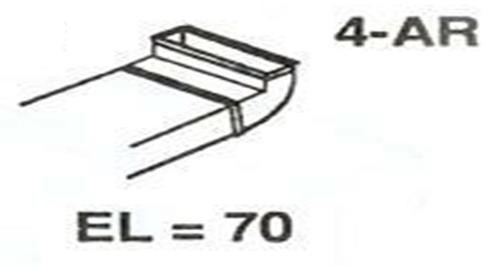 4-AR
EL = 70